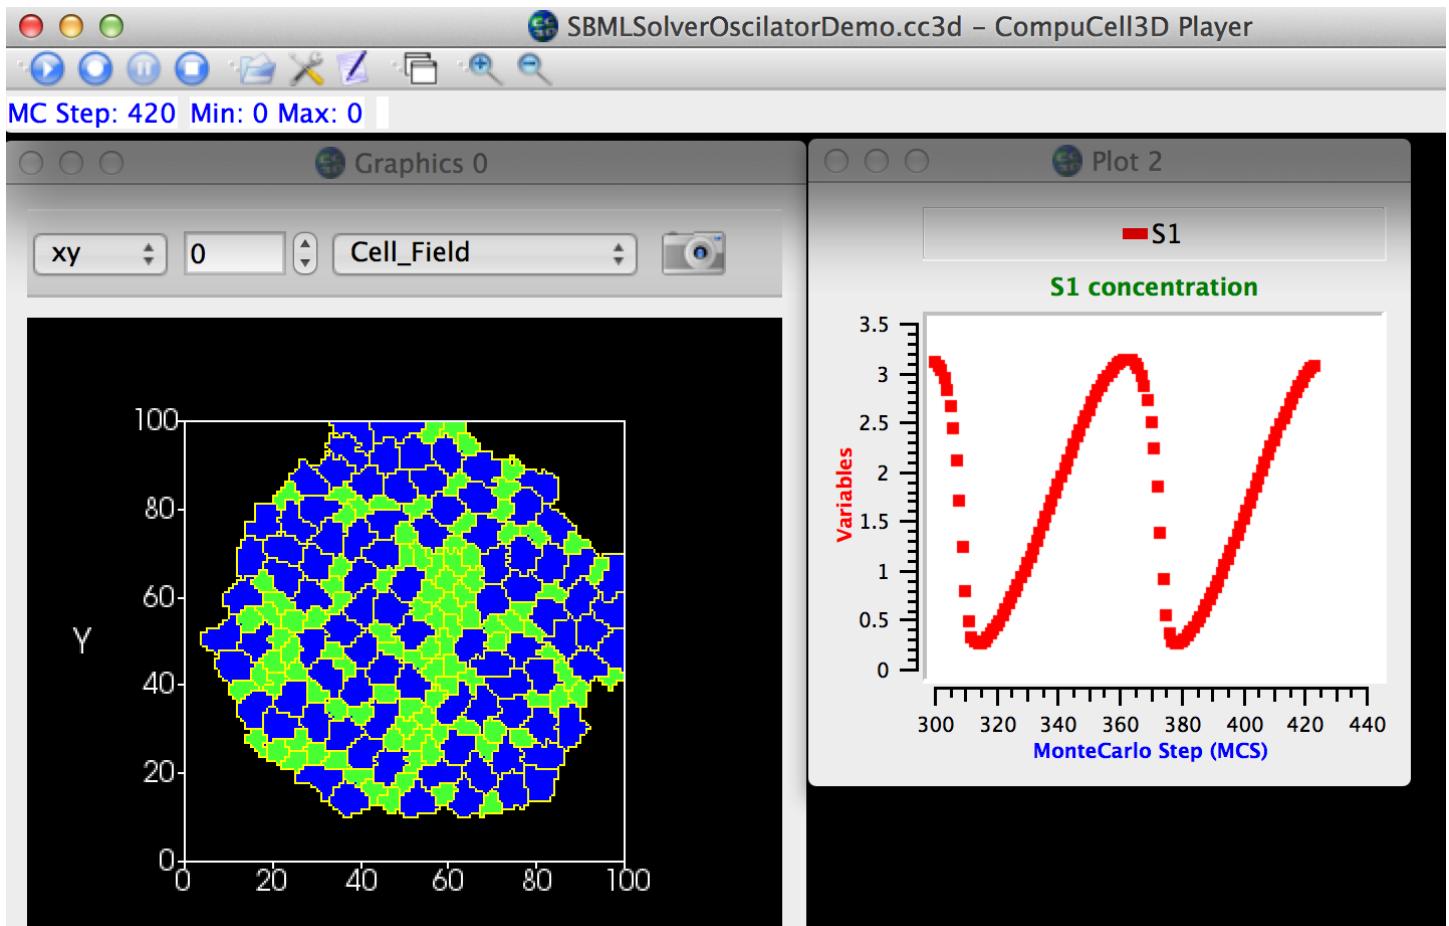 SBMLSolverOscilatorDemo.cc3d – CompuCell3D Player
MC Step: 420 Min: 0 Max: 0
Graphics 0
xy 0 Cell_Field
100
80
60
Y
40
20
0
0 20 40 60 80 100
Plot 2
S1
S1 concentration
Variables
3.5
3
2.5
2
1.5
1
0.5
0
300 320 340 360 380 400 420 440
MonteCarlo Step (MCS)